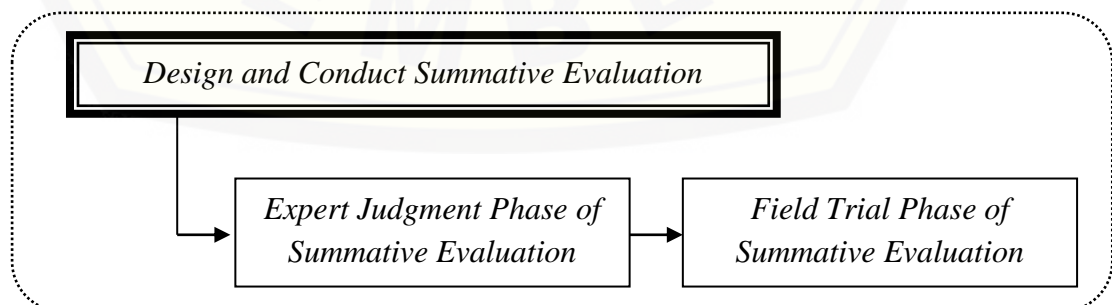 Design and Conduct Summative Evaluation
Expert Judgment Phase of
Summative Evaluation
Field Trial Phase of
Summative Evaluation